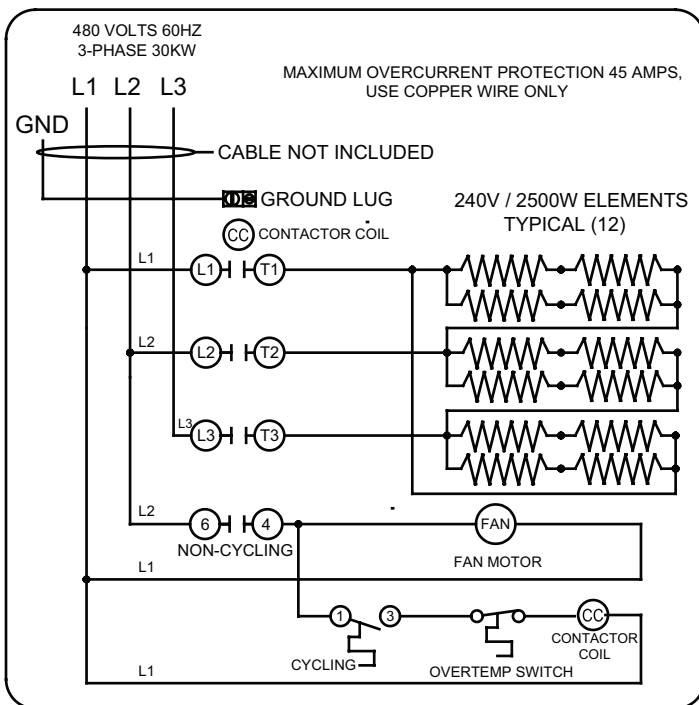 480 VOLTS 60HZ
3-PHASE 30KW
L1 L2 L3
MAXIMUM OVERCURRENT PROTECTION 45 AMPS,
USE COPPER WIRE ONLY
GND
CABLE NOT INCLUDED
GROUND LUG
240V / 2500W ELEMENTS
TYPICAL (12)
CC CONTACTOR COIL
L1
L1 T1
L2
L2 T2
L3
L3 T3
L2
6 4
FAN
NON-CYCLING
FAN MOTOR
L1
1 3
CC
CONTACTOR
COIL
CYCLING
OVERTEMP SWITCH
L1